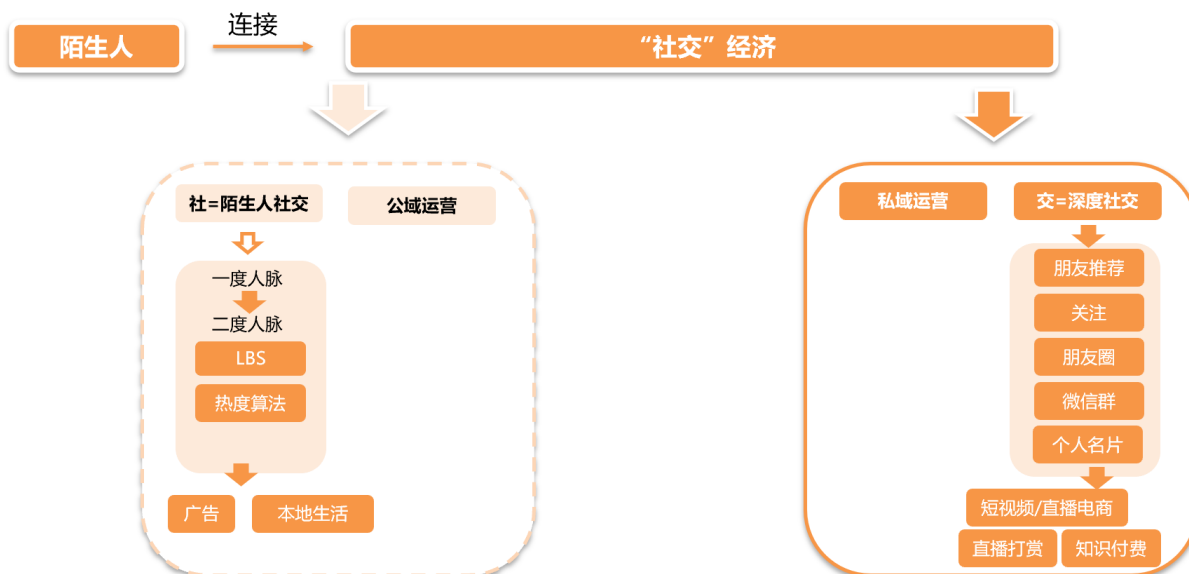 陌生人
连接
“社交”经济
社=陌生人社交
公域运营
一度人脉
二度人脉
LBS
热度算法
广告
本地生活
私域运营
交=深度社交
朋友推荐
关注
朋友圈
微信群
个人名片
短视频/直播电商
直播打赏
知识付费